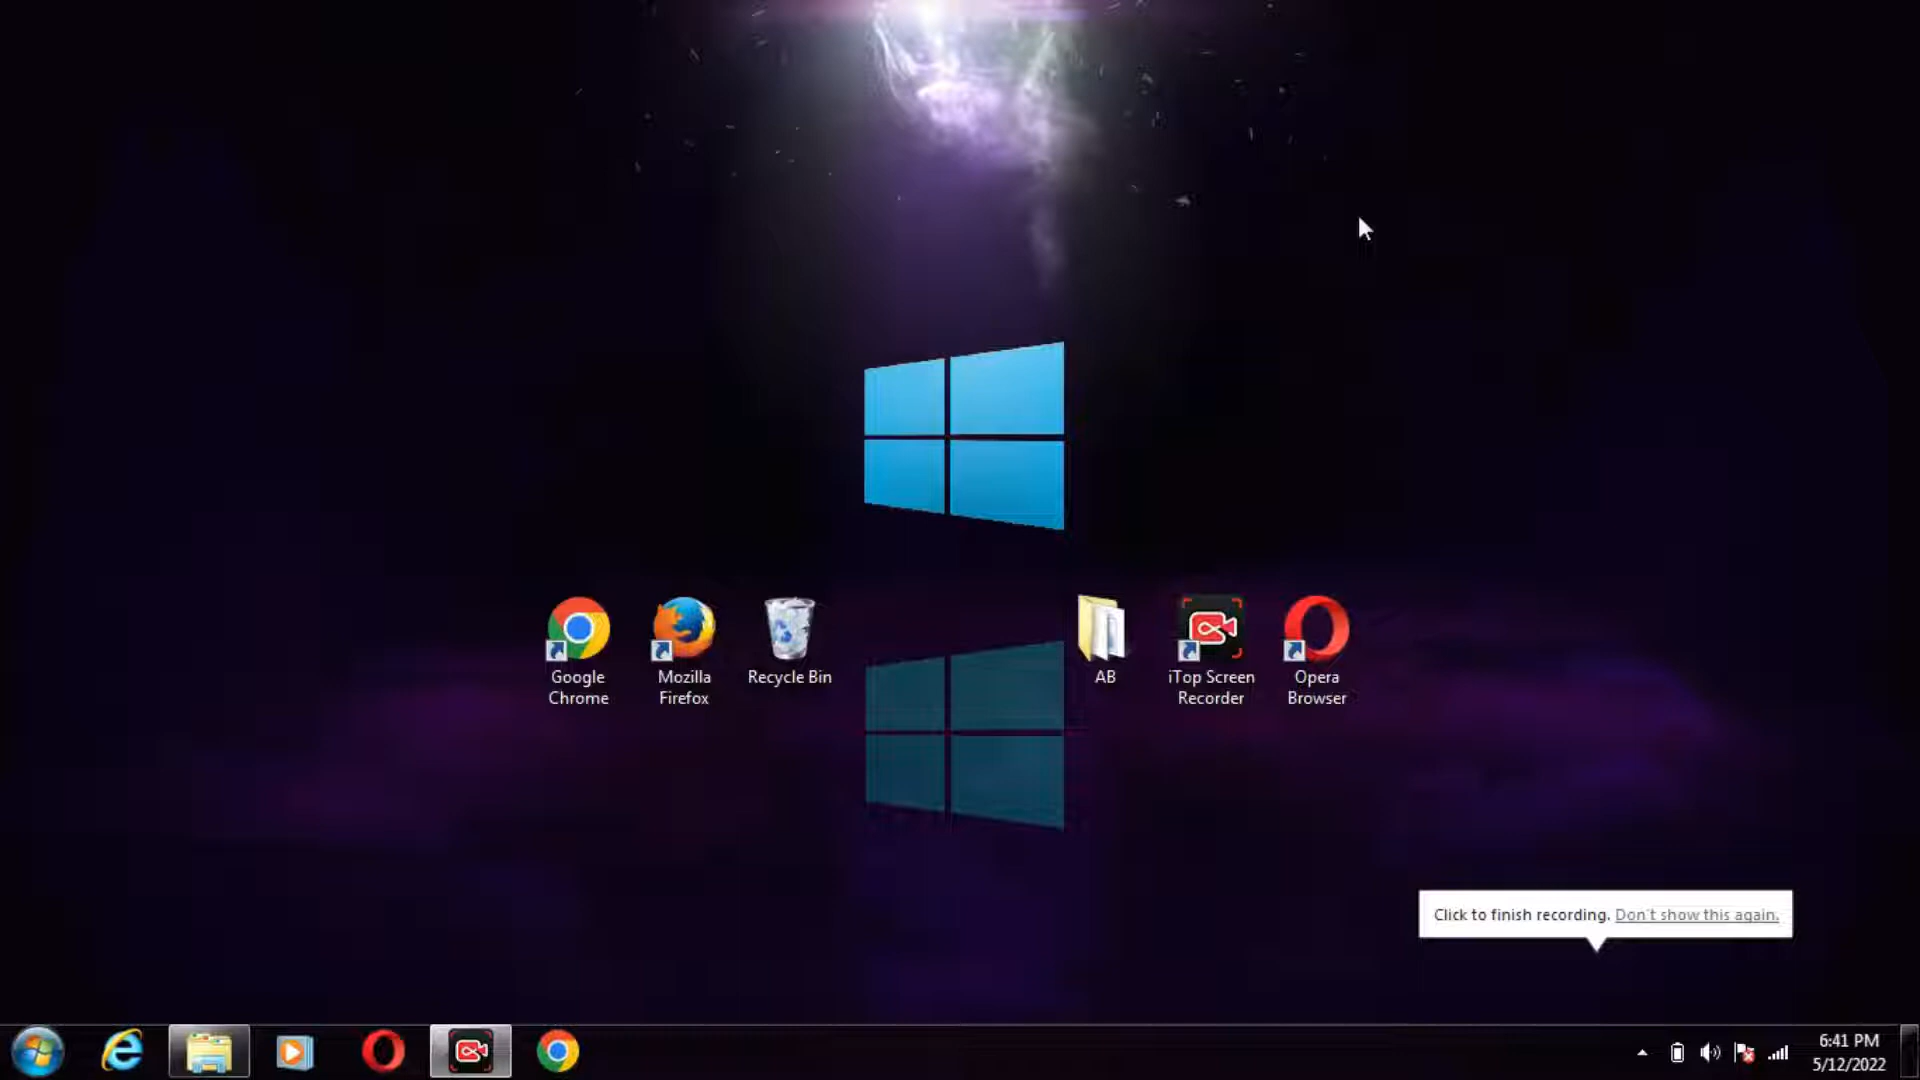 Google
Chrome
Mozilla
Firefox
Recycle Bin
AB
iTop Screen
Recorder
Opera
Browser
Click to finish recording. Don't show this again.
6:41 PM
5/12/2022